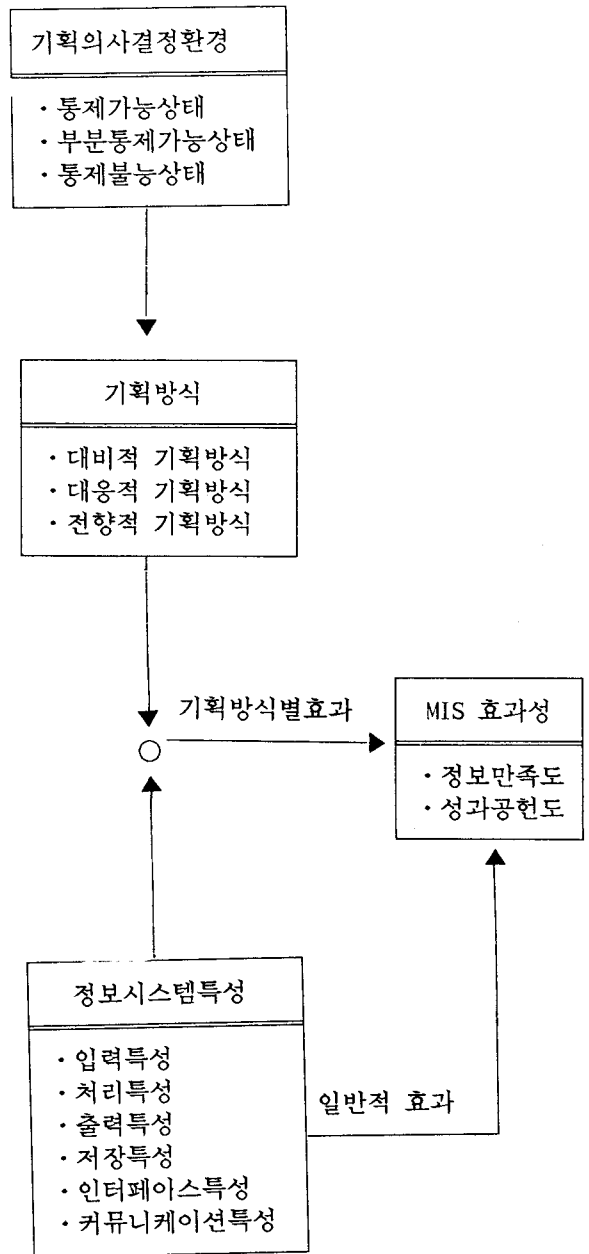 기획의사결정환경
· 통제가능상태
· 부분통제가능상태
· 통제불능상태
기획방식
· 대비적 기획방식
· 대응적 기획방식
· 전향적 기획방식
기획방식별효과
MIS 효과성
· 정보만족도
· 성과공헌도
정보시스템특성
· 입력특성
· 처리특성
· 출력특성
· 저장특성
· 인터페이스특성
· 커뮤니케이션특성
일반적 효과